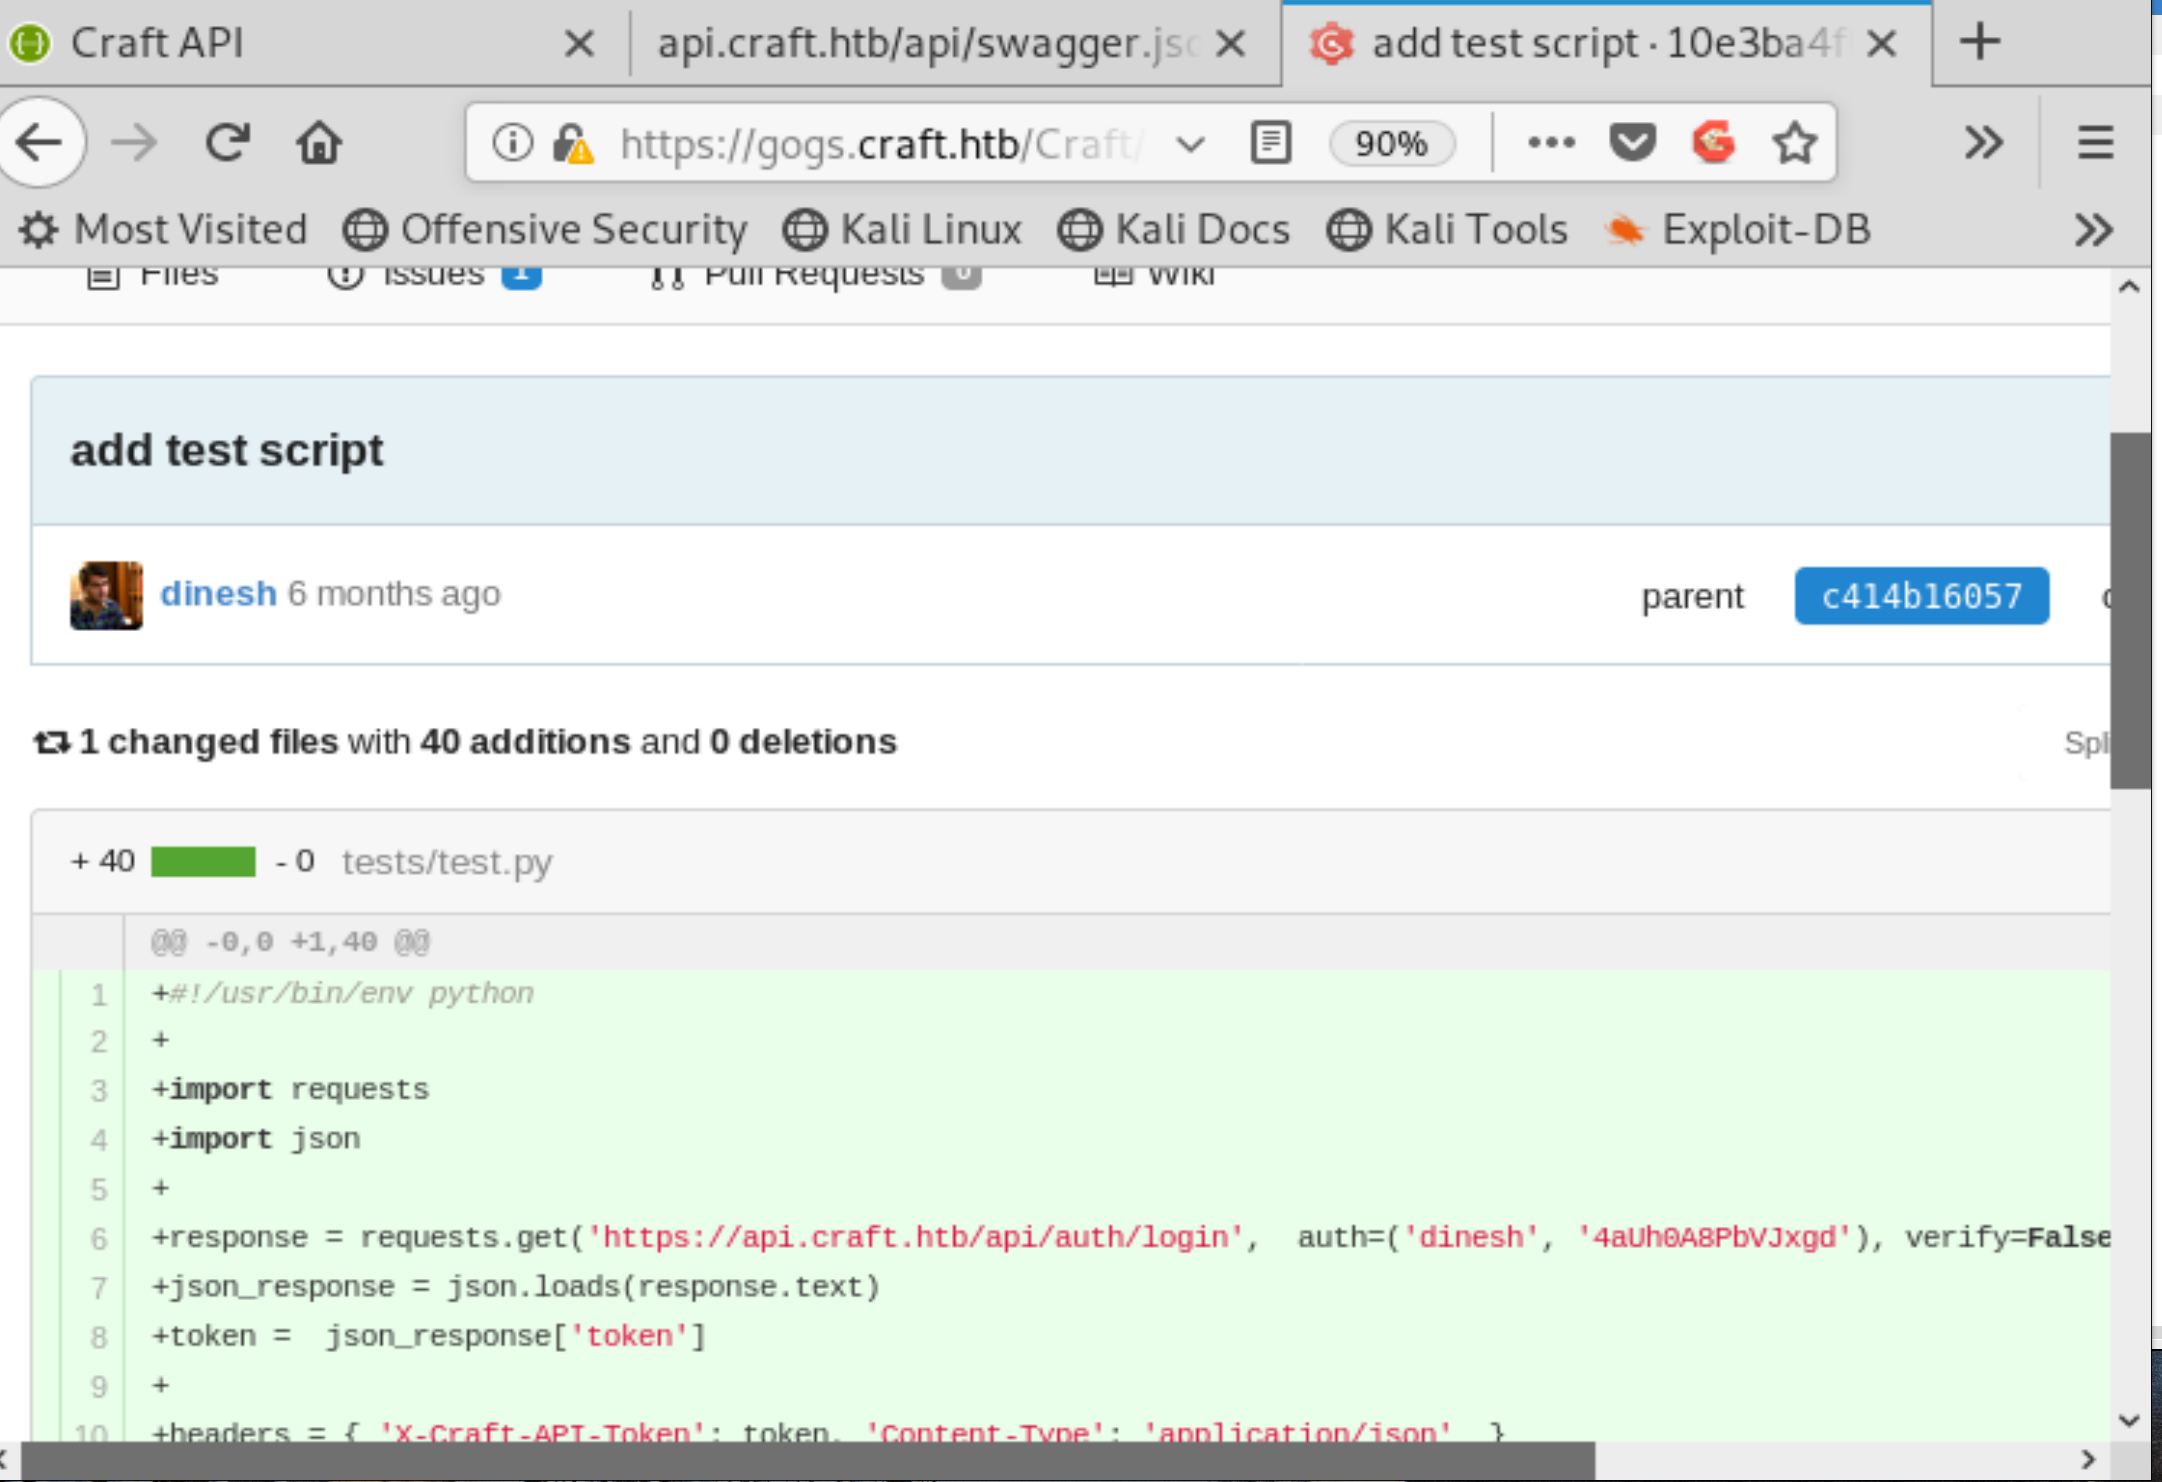 Craft API
api.craft.htb/api/swagger.jsc
add test script · 10e3ba4f
https://gogs.craft.htb/Craft/
90%
Most Visited Offensive Security Kali Linux Kali Docs Kali Tools Exploit-DB
Files Issues 1 Pull Requests 0 Wiki
add test script
dinesh 6 months ago
parent c414b16057
1 changed files with 40 additions and 0 deletions
Spli
+ 40 - 0 tests/test.py
@@ -0,0 +1,40 @@
1 +#!/usr/bin/env python
2 +
3 +import requests
4 +import json
5 +
6 +response = requests.get('https://api.craft.htb/api/auth/login',  auth=('dinesh', '4aUh0A8PbVJxgd'), verify=False
7 +json_response = json.loads(response.text)
8 +token =  json_response['token']
9 +
10 +headers = { 'X-Craft-API-Token': token, 'Content-Type': 'application/json'  }